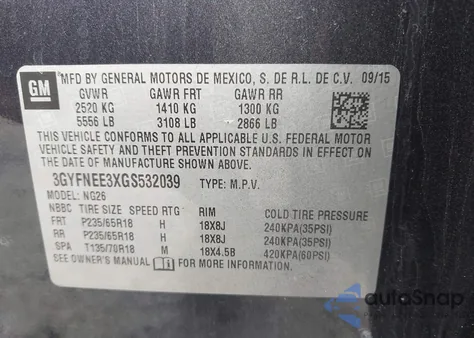 GM
MFD BY GENERAL MOTORS DE MEXICO, S. DE R.L. DE C.V. 09/15
GVWR GAWR FRT GAWR RR
2520 KG 1410 KG 1300 KG
5556 LB 3108 LB 2866 LB
THIS VEHICLE CONFORMS TO ALL APPLICABLE U.S. FEDERAL MOTOR
VEHICLE SAFETY AND THEFT PREVENTION STANDARDS IN EFFECT
ON THE DATE OF MANUFACTURE SHOWN ABOVE.
3GYFNEE3XGS532039 TYPE: M.P.V.
MODEL: NG26
NBBC TIRE SIZE SPEED RTG RIM COLD TIRE PRESSURE
FRT P235/65R18 H 18X8J 240KPA(35PSI)
RR P235/65R18 H 18X8J 240KPA(35PSI)
SPA T135/70R18 M 18X4.5B 420KPA(60PSI)
SEE OWNER'S MANUAL FOR MORE INFORMATION
autoSnap